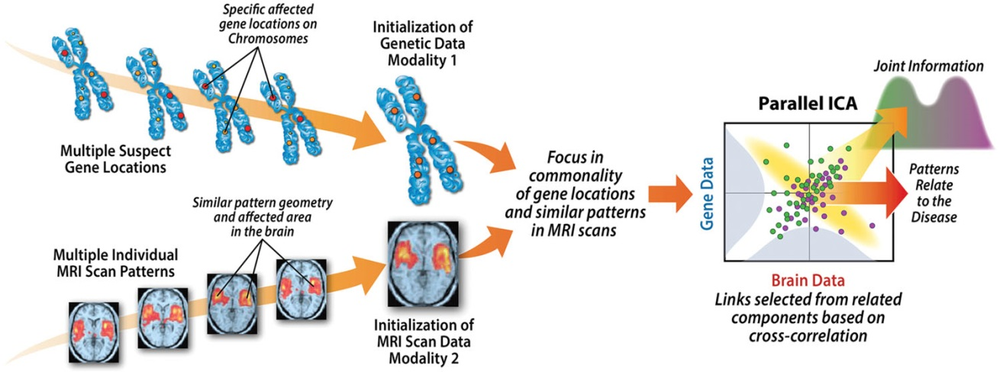 Specific affected
gene locations on
Chromosomes
Multiple Suspect
Gene Locations
Initialization of
Genetic Data
Modality 1
Similar pattern geometry
and affected area
in the brain
Multiple Individual
MRI Scan Patterns
Initialization of
MRI Scan Data
Modality 2
Focus in
commonality
of gene locations
and similar patterns
in MRI scans
Parallel ICA
Joint Information
Gene Data
Patterns
Relate
to the
Disease
Brain Data
Links selected from related
components based on
cross-correlation